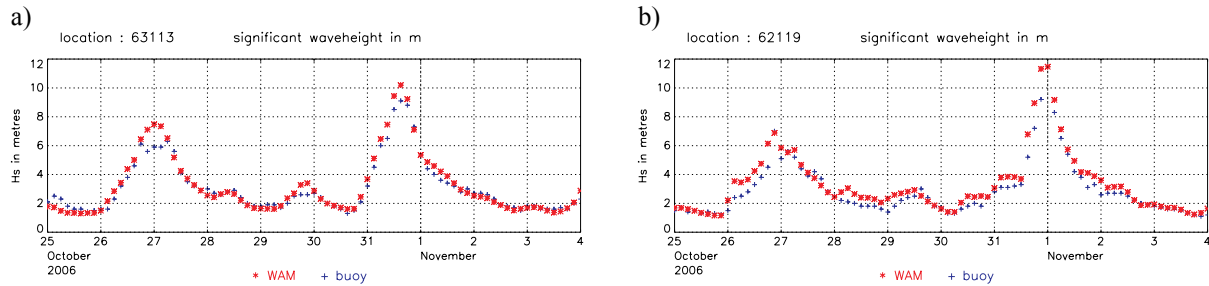 a)
location : 63113 significant waveheight in m
Hs in metres
12
10
8
6
4
2
0
25 26 27 28 29 30 31 1 2 3 4
October November
2006
* WAM + buoy
b)
location : 62119 significant waveheight in m
Hs in metres
12
10
8
6
4
2
0
25 26 27 28 29 30 31 1 2 3 4
October November
2006
* WAM + buoy